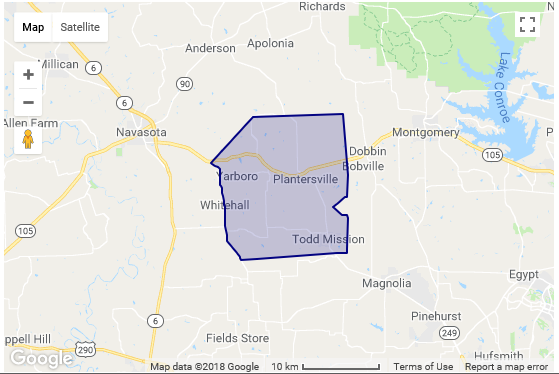 Richards
Map Satellite
Anderson
Apolonia
Millican
6
90
Lake Conroe
6
Allen Farm
Navasota
Montgomery
Dobbin
105
Bobville
Yarboro
Plantersville
Whitehall
105
Todd Mission
Egypt
Magnolia
6
Pinehurst
249
Fields Store
ppell Hill
290
Hufsmith
Google
Map data ©2018 Google 10 km Terms of Use Report a map error